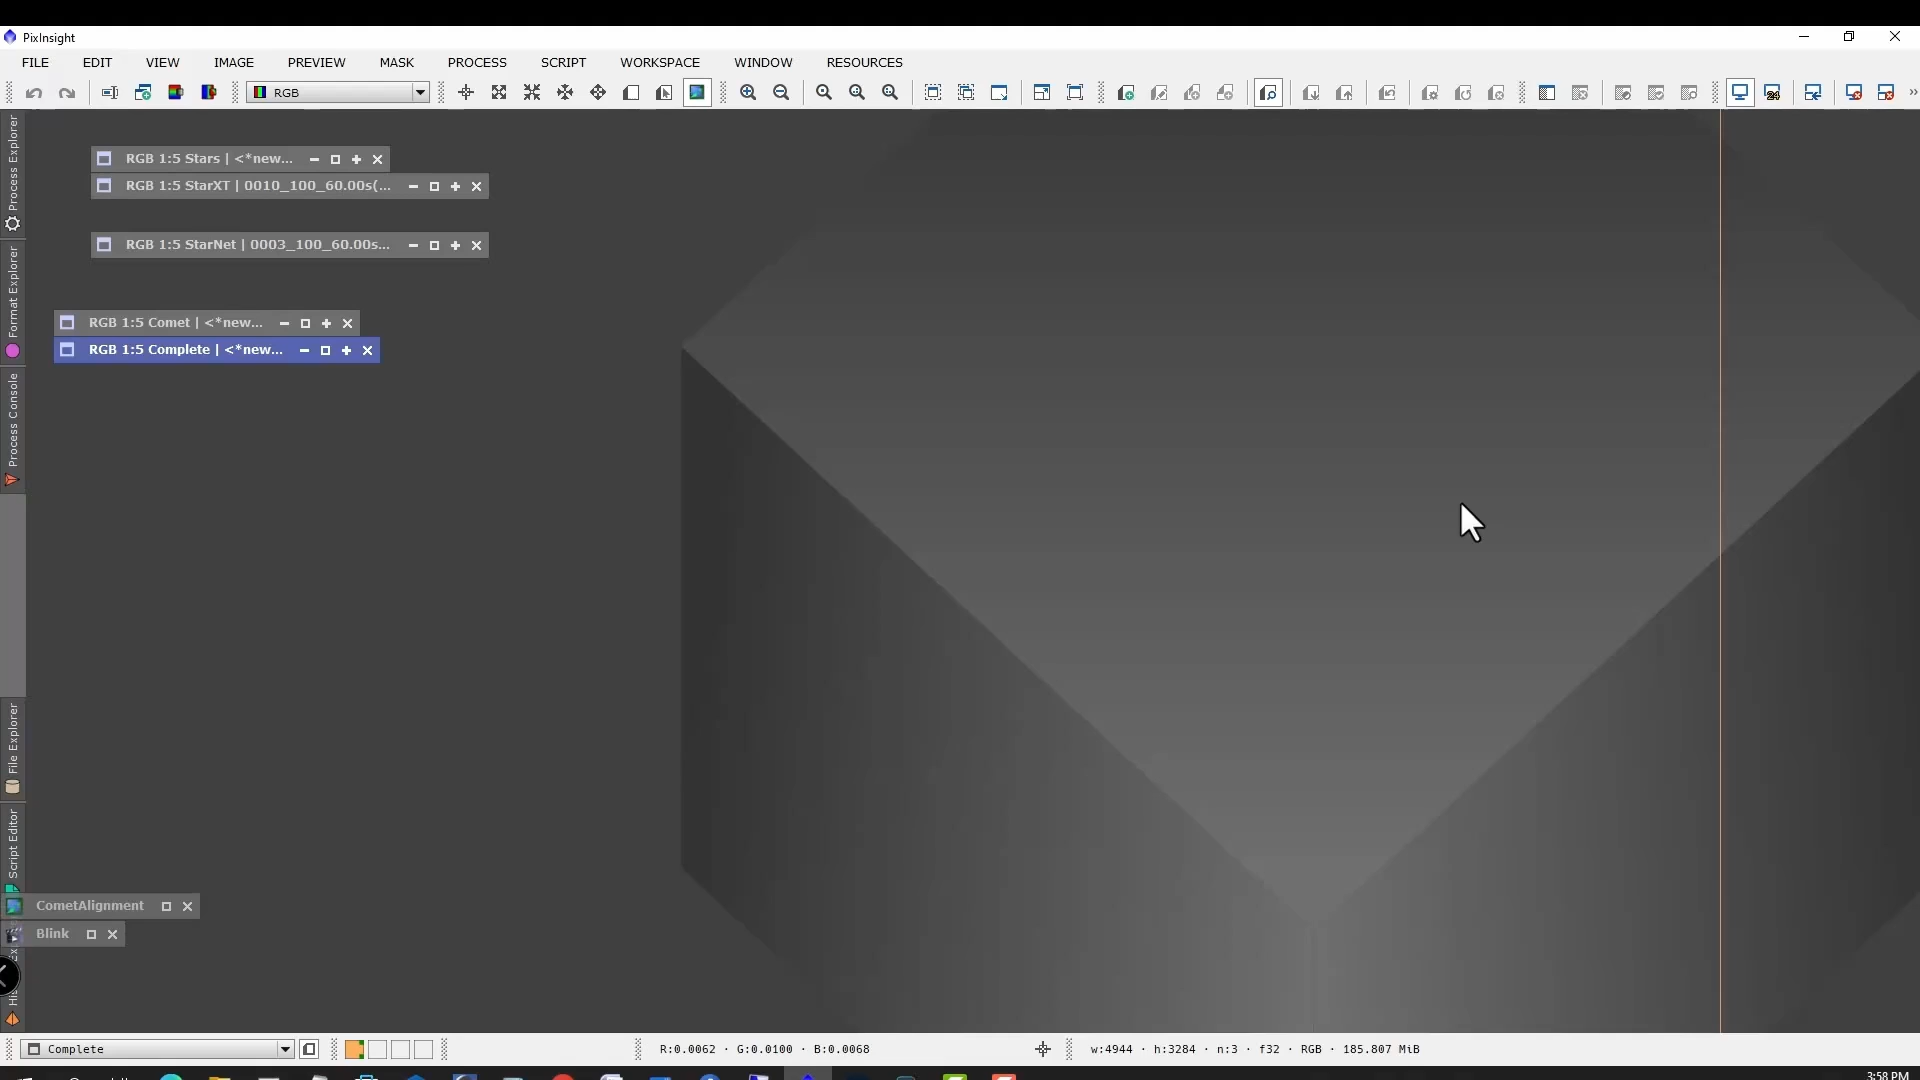 PixInsight
FILE EDIT VIEW IMAGE PREVIEW MASK PROCESS SCRIPT WORKSPACE WINDOW RESOURCES
RGB
24
Process Explorer
Format Explorer
Process Console
File Explorer
Script Editor
RGB 1:5 Stars | <*new...
RGB 1:5 StarXT | 0010_100_60.00s(...
RGB 1:5 StarNet | 0003_100_60.00s...
RGB 1:5 Comet | <*new...
RGB 1:5 Complete | <*new...
CometAlignment
Blink
Complete
R:0.0062 · G:0.0100 · B:0.0068
w:4944 · h:3284 · n:3 · f32 · RGB · 185.807 MiB
3:58 PM